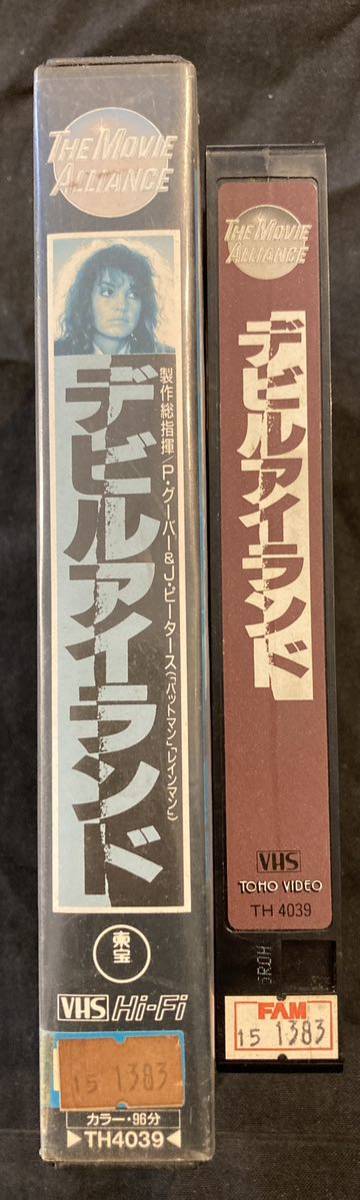 THE MOVIE
ALLIANCE
製作総指揮/P・グーバー&J・ピータース(「バットマン」「レインマン」)
デビルアイランド
東宝
VHS Hi-Fi
15 1383
カラー・96分
▶TH4039◀
THE MOVIE
ALLIANCE
デビルアイランド
VHS
TOHO VIDEO
TH 4039
FAM
15 1383